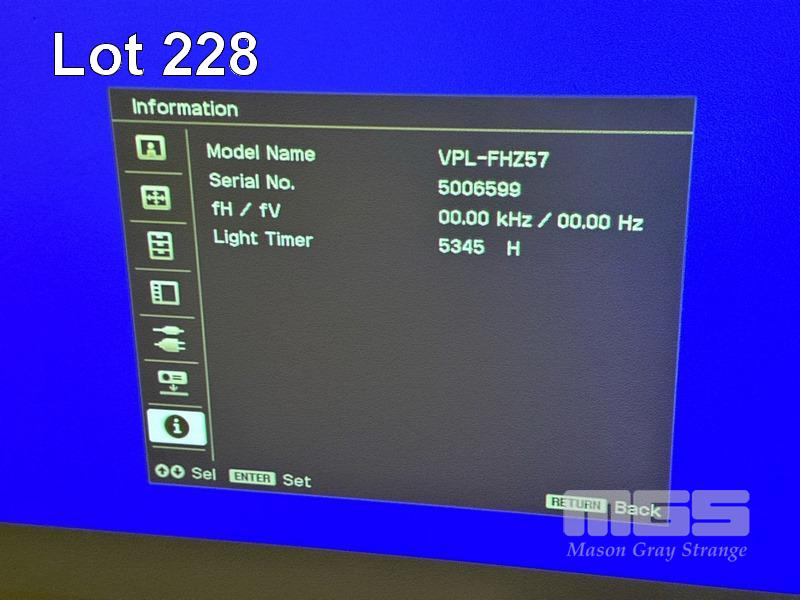 Lot 228
Information
Model Name VPL-FHZ57
Serial No. 5006599
fH / fV 00.00 kHz / 00.00 Hz
Light Timer 5345 H
Sel ENTER Set
RETURN Back
MGS
Mason Gray Strange